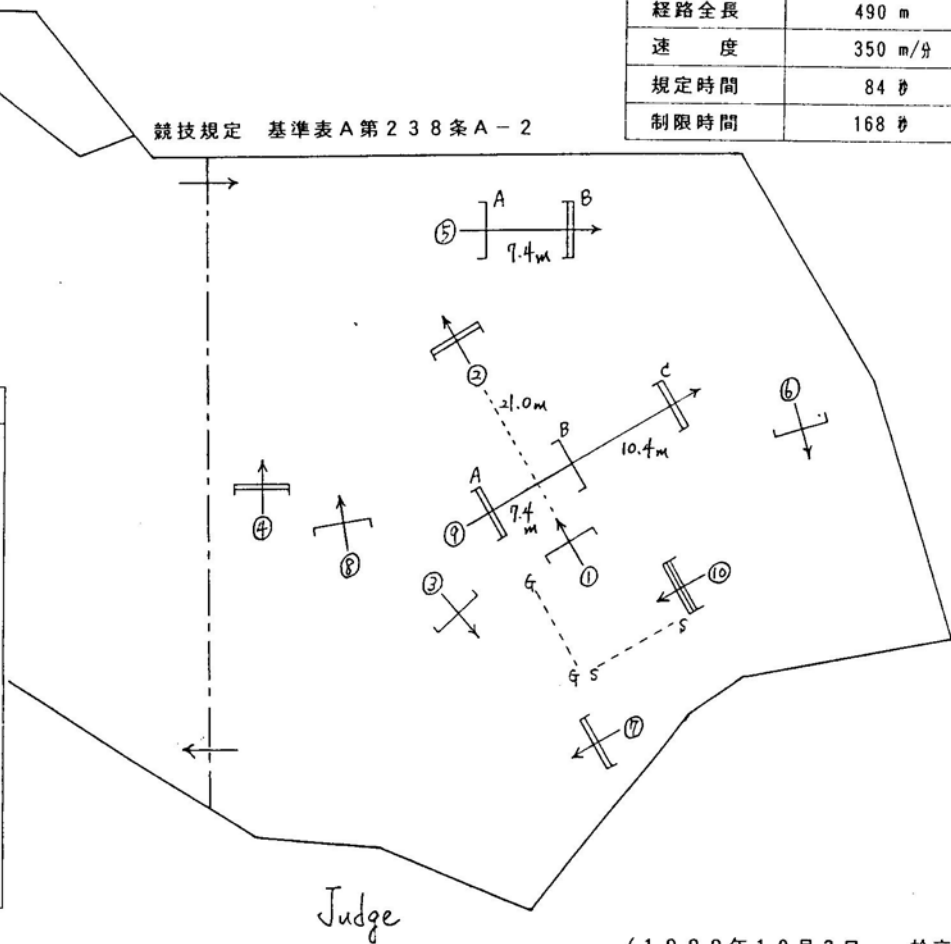 経路全長 490 m
速 度 350 m/分
規定時間 84 秒
制限時間 168 秒
競技規定 基準表A第238条A-2
A B
⑤
7.4m
②
21.0m
C
⑥
B
10.4m
A
7.4m
④
⑨
⑧
①
③
⑩
G
S
G S
⑦
Judge